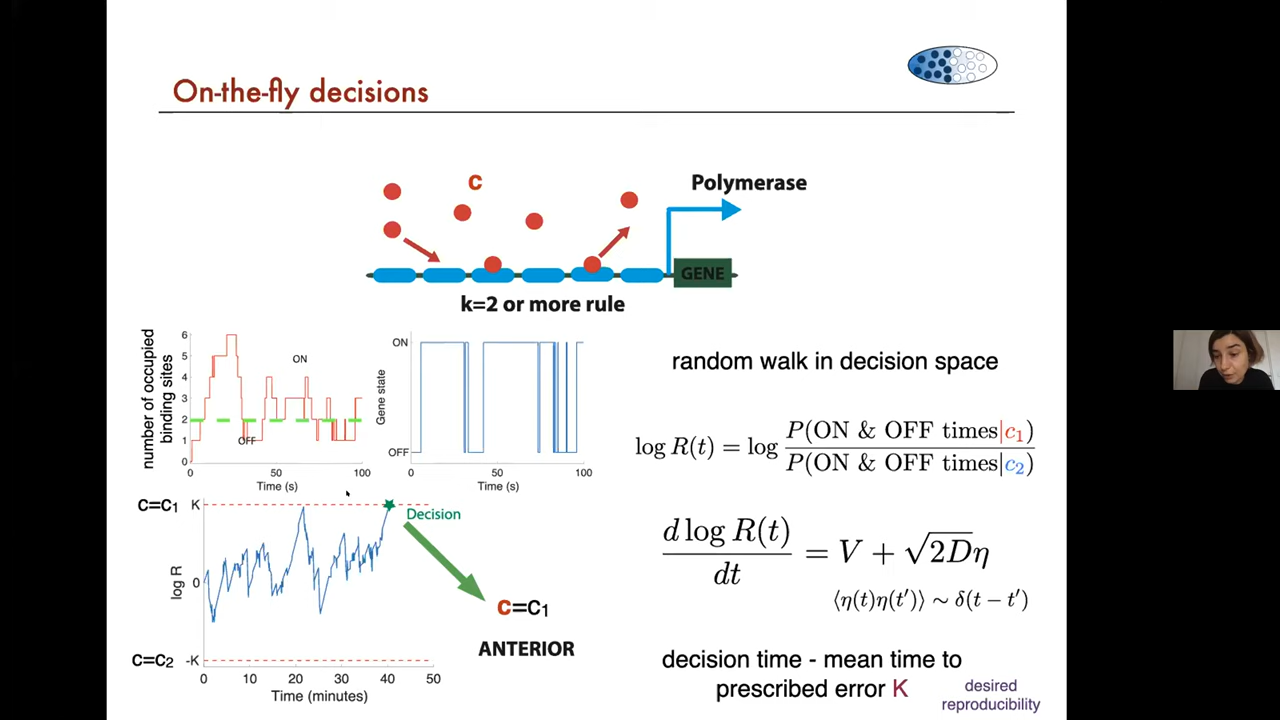 On-the-fly decisions
C
Polymerase
GENE
k=2 or more rule
number of occupied
binding sites
6
5
4
3
2
1
0
ON
OFF
0
50
100
Time (s)
Gene state
ON
OFF
0
50
100
Time (s)
random walk in decision space
log R(t) = log P(ON & OFF times|c₁) / P(ON & OFF times|c₂)
d log R(t) / dt = V + √2Dη
⟨η(t)η(t′)⟩ ∼ δ(t − t′)
C=C₁ K
log R
0
C=C₂ -K
0 10 20 30 40 50
Time (minutes)
Decision
C=C₁
ANTERIOR
decision time - mean time to
prescribed error K
desired
reproducibility